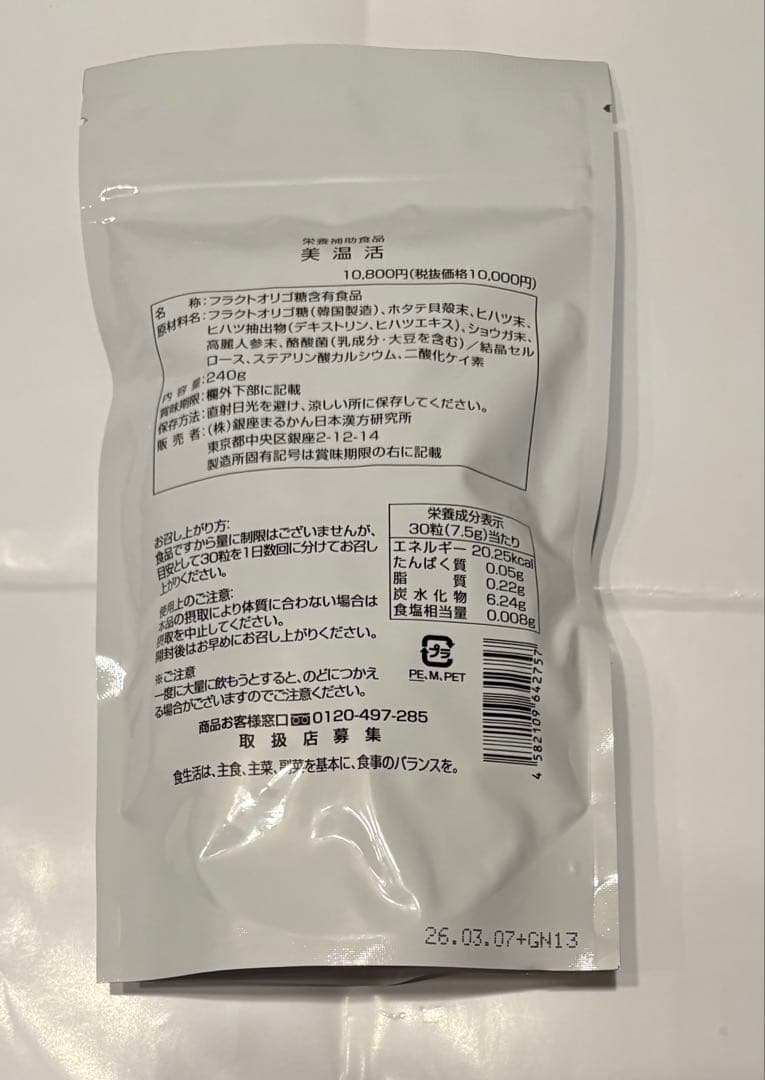 栄養補助食品
美温活
10,800円(税抜価格10,000円)
名　称:フラクトオリゴ糖含有食品
原材料名:フラクトオリゴ糖(韓国製造)、ホタテ貝殻末、ヒハツ末、
ヒハツ抽出物(デキストリン、ヒハツエキス)、ショウガ末、
高麗人参末、酪酸菌(乳成分・大豆を含む)／結晶セル
ロース、ステアリン酸カルシウム、二酸化ケイ素
内容量:240g
賞味期限:欄外下部に記載
保存方法:直射日光を避け、涼しい所に保存してください。
販売者:(株)銀座まるかん日本漢方研究所
東京都中央区銀座2-12-14
製造所固有記号は賞味期限の右に記載
お召し上がり方:
食品ですから量に制限はございませんが、
目安として30粒を1日数回に分けてお召し
上がりください。
使用上のご注意:
本品の摂取により体質に合わない場合は
摂取を中止してください。
開封後はお早めにお召し上がりください。
※ご注意
一度に大量に飲もうとすると、のどにつかえ
る場合がございますのでご注意ください。
栄養成分表示
30粒(7.5g)当たり
エネルギー 20.25kcal
たんぱく質 0.05g
脂質 0.22g
炭水化物 6.24g
食塩相当量 0.008g
プラ
PE、M、PET
4 582109 642757
商品お客様窓口 0120-497-285
取扱店募集
食生活は、主食、主菜、副菜を基本に、食事のバランスを。
26.03.07+GN13